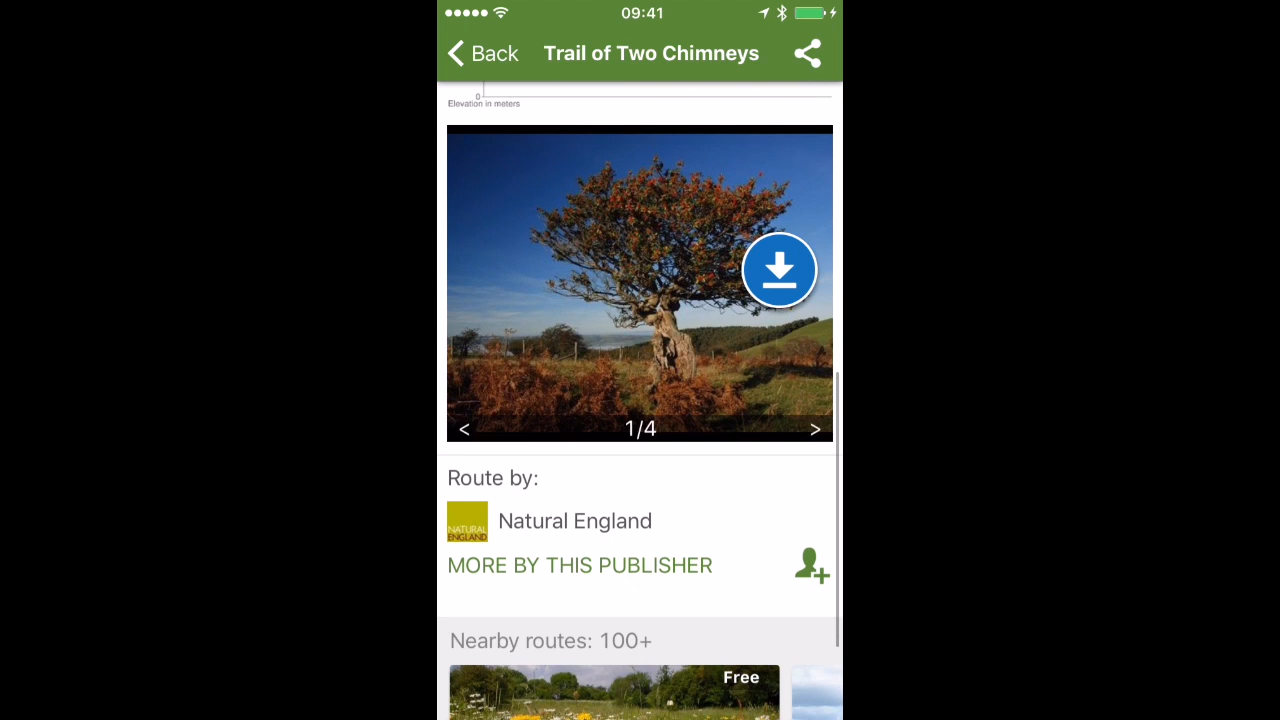 09:41
Back
Trail of Two Chimneys
0
Elevation in meters
< 1/4 >
Route by:
NATURAL
ENGLAND
Natural England
MORE BY THIS PUBLISHER
Nearby routes: 100+
Free